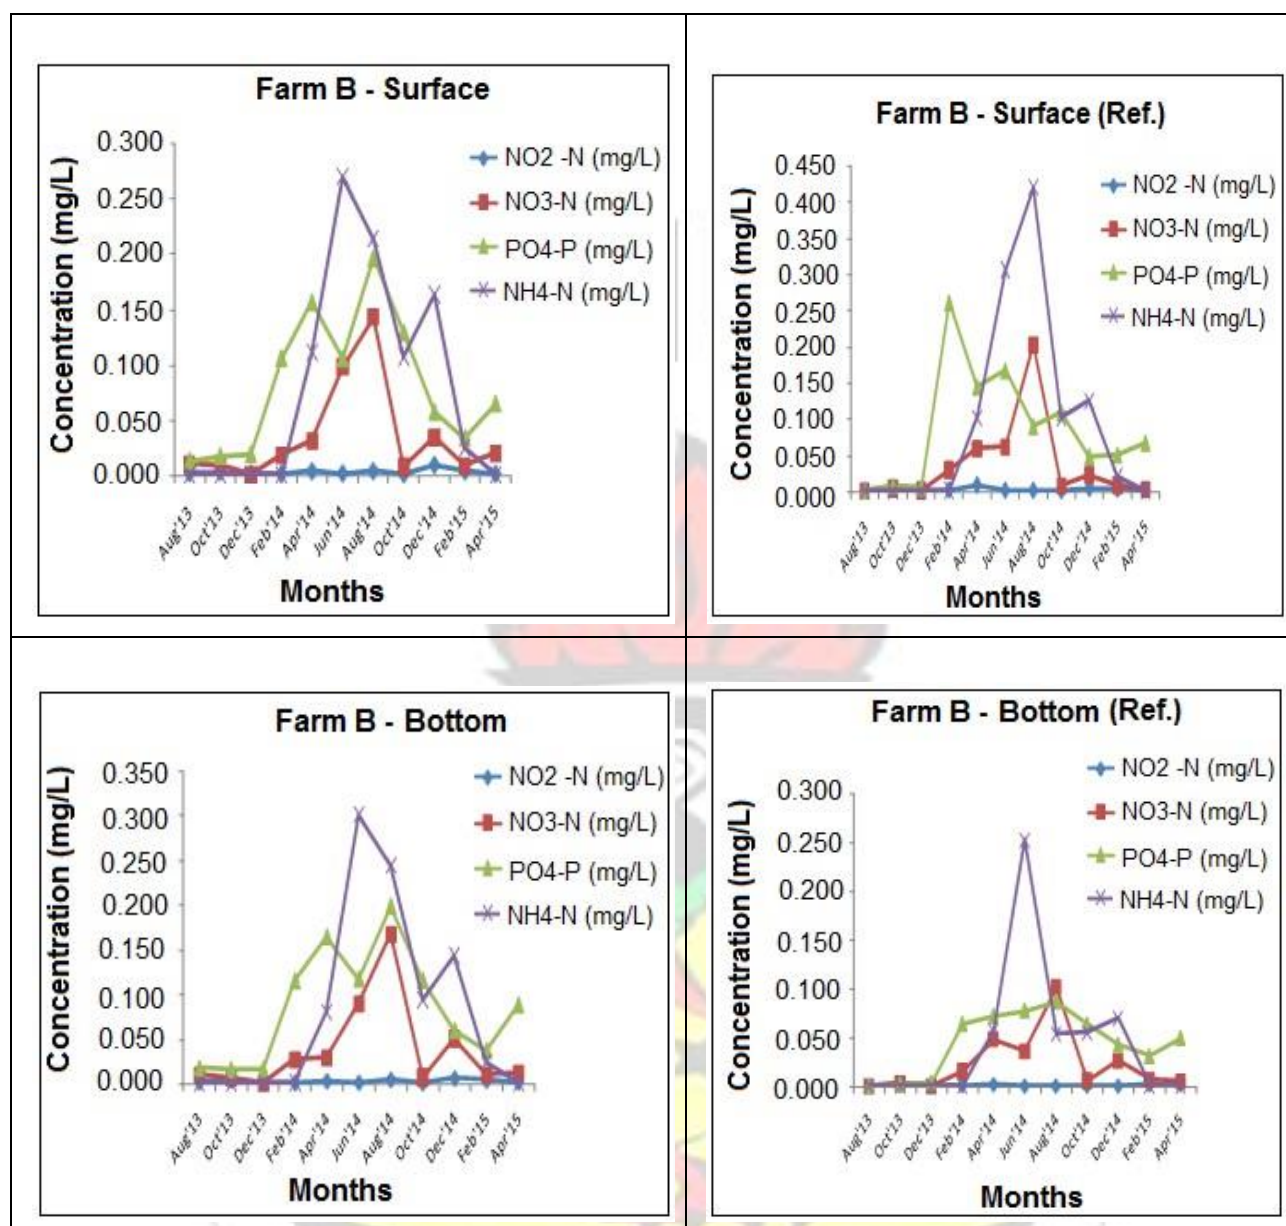 Farm B - Surface
Concentration (mg/L)
0.300
0.250
0.200
0.150
0.100
0.050
0.000
NO2 -N (mg/L)
NO3-N (mg/L)
PO4-P (mg/L)
NH4-N (mg/L)
Aug'13
Oct'13
Dec'13
Feb'14
Apr'14
Jun'14
Aug'14
Oct'14
Dec'14
Feb'15
Apr'15
Months
Farm B - Surface (Ref.)
Concentration (mg/L)
0.450
0.400
0.350
0.300
0.250
0.200
0.150
0.100
0.050
0.000
NO2 -N (mg/L)
NO3-N (mg/L)
PO4-P (mg/L)
NH4-N (mg/L)
Aug'13
Oct'13
Dec'13
Feb'14
Apr'14
Jun'14
Aug'14
Oct'14
Dec'14
Feb'15
Apr'15
Months
Farm B - Bottom
Concentration (mg/L)
0.350
0.300
0.250
0.200
0.150
0.100
0.050
0.000
NO2 -N (mg/L)
NO3-N (mg/L)
PO4-P (mg/L)
NH4-N (mg/L)
Aug'13
Oct'13
Dec'13
Feb'14
Apr'14
Jun'14
Aug'14
Oct'14
Dec'14
Feb'15
Apr'15
Months
Farm B - Bottom (Ref.)
Concentration (mg/L)
0.300
0.250
0.200
0.150
0.100
0.050
0.000
NO2 -N (mg/L)
NO3-N (mg/L)
PO4-P (mg/L)
NH4-N (mg/L)
Aug'13
Oct'13
Dec'13
Feb'14
Apr'14
Jun'14
Aug'14
Oct'14
Dec'14
Feb'15
Apr'15
Months